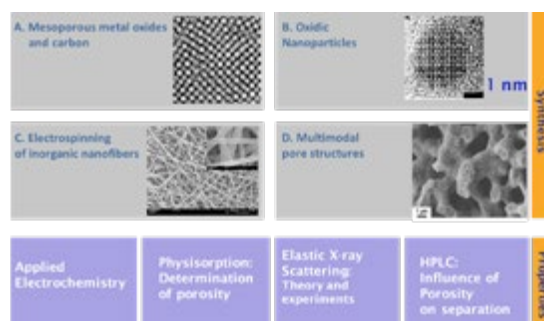 A. Mesoporous metal oxides
and carbon
B. Oxidic
Nanoparticles
1 nm
C. Electrospinning
of inorganic nanofibers
D. Multimodal
pore structures
Synthesis
Applied
Electrochemistry
Physisorption:
Determination
of porosity
Elastic X-ray
Scattering:
Theory and
experiments
HPLC:
Influence of
Porosity
on separation
Properties